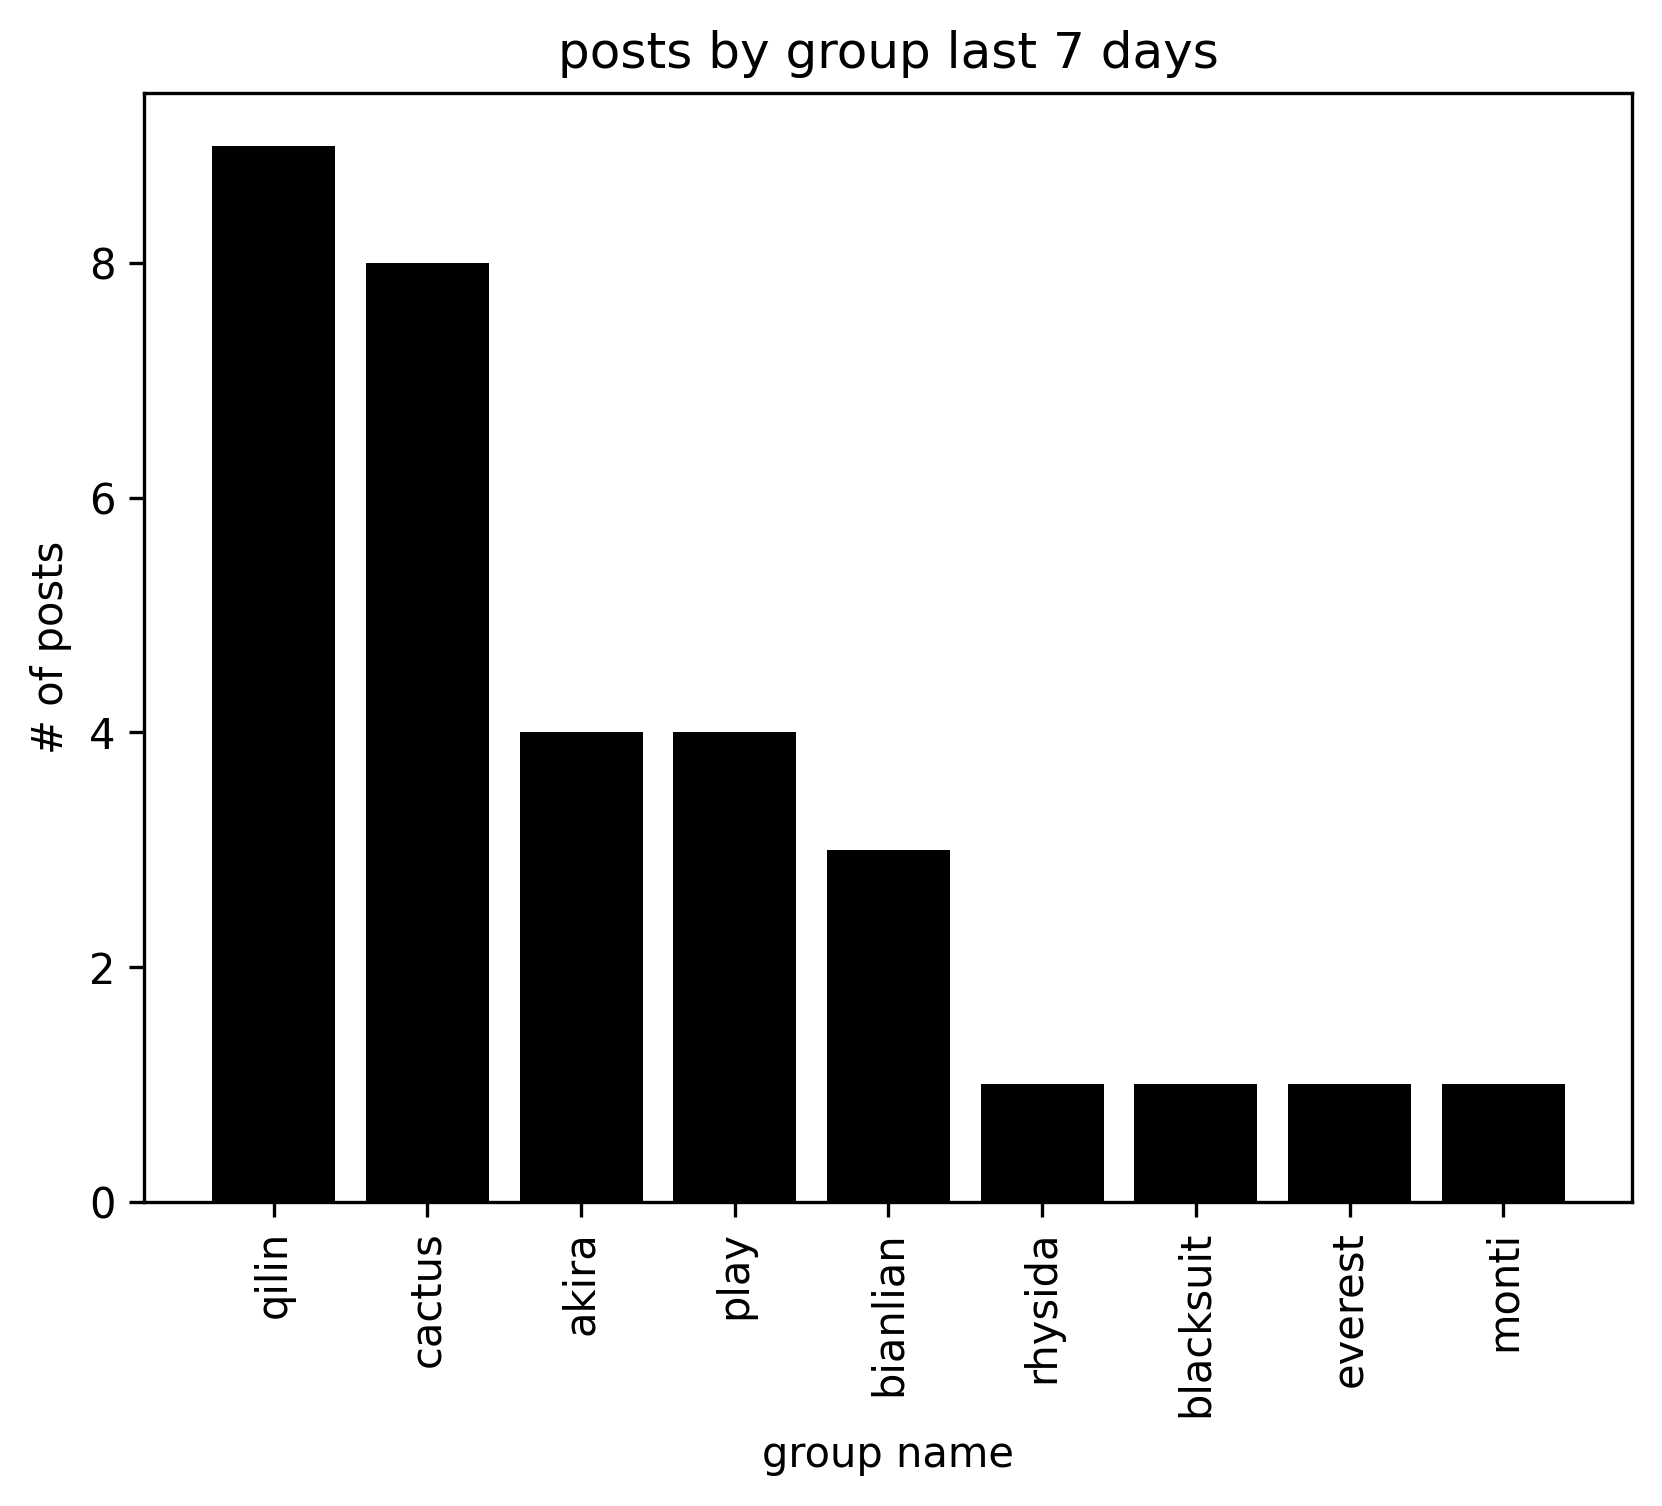 posts by group last 7 days
# of posts
8
6
4
2
0
qilin
cactus
akira
play
bianlian
rhysida
blacksuit
everest
monti
group name